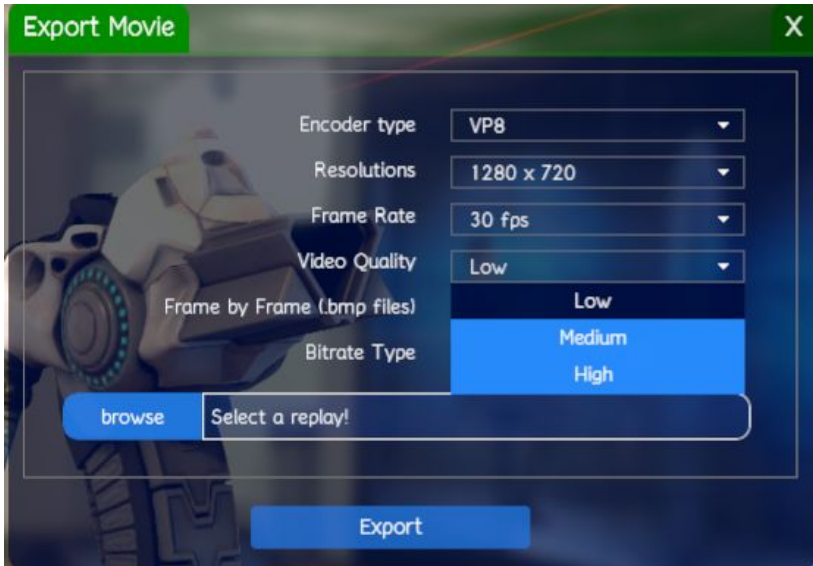 Export Movie X
Encoder type VP8
Resolutions 1280 x 720
Frame Rate 30 fps
Video Quality Low
Frame by Frame (.bmp files) Low
Medium
Bitrate Type
High
browse Select a replay!
Export